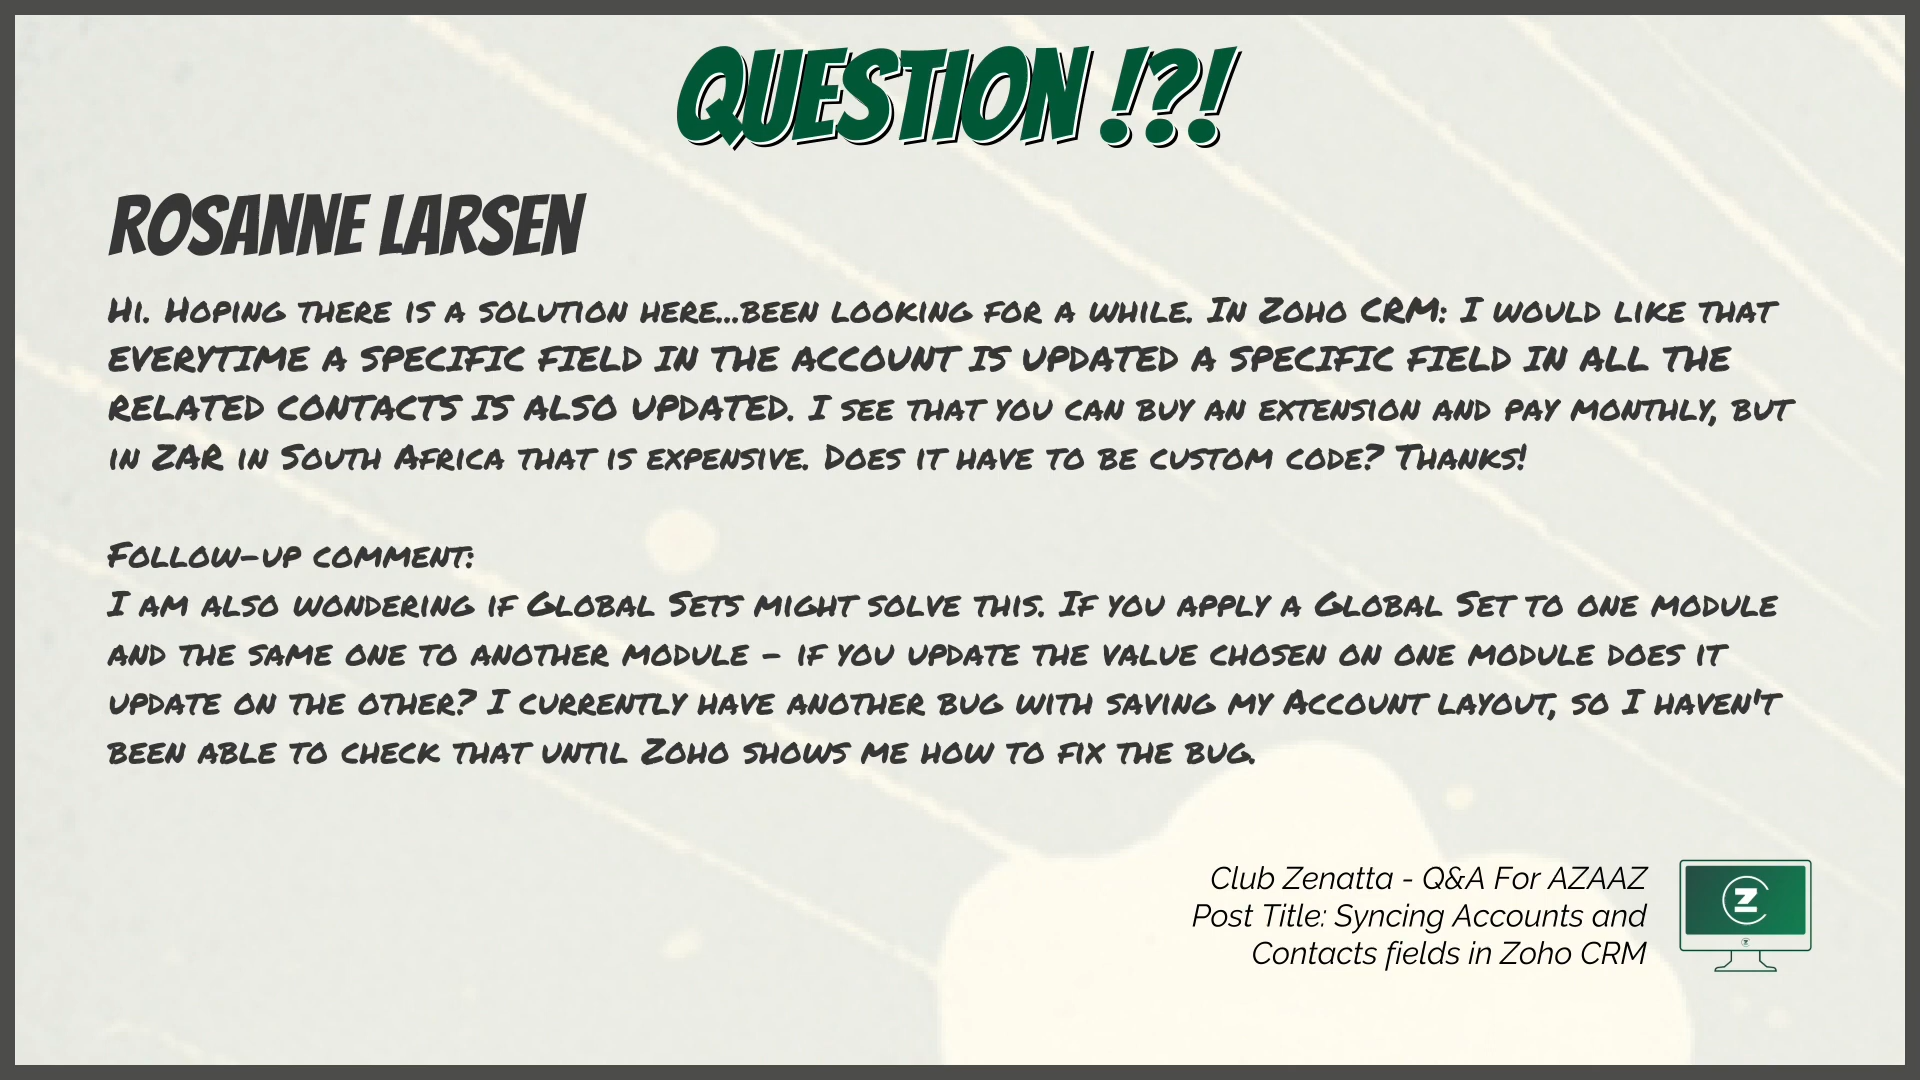 QUESTION !?!
ROSANNE LARSEN
Hi. Hoping there is a solution here...been looking for a while. In Zoho CRM: I would like that
EVERYTIME A SPECIFIC FIELD IN THE ACCOUNT IS UPDATED A SPECIFIC FIELD IN ALL THE
RELATED CONTACTS IS ALSO UPDATED. I see that you can buy an extension and pay monthly, but
in ZAR in South Africa that is expensive. Does it have to be custom code? Thanks!
Follow-up comment:
I am also wondering if Global Sets might solve this. If you apply a Global Set to one module
and the same one to another module - if you update the value chosen on one module does it
update on the other? I currently have another bug with saving my Account layout, so I haven't
been able to check that until Zoho shows me how to fix the bug.
Club Zenatta - Q&A For AZAAZ
Post Title: Syncing Accounts and
Contacts fields in Zoho CRM
Z